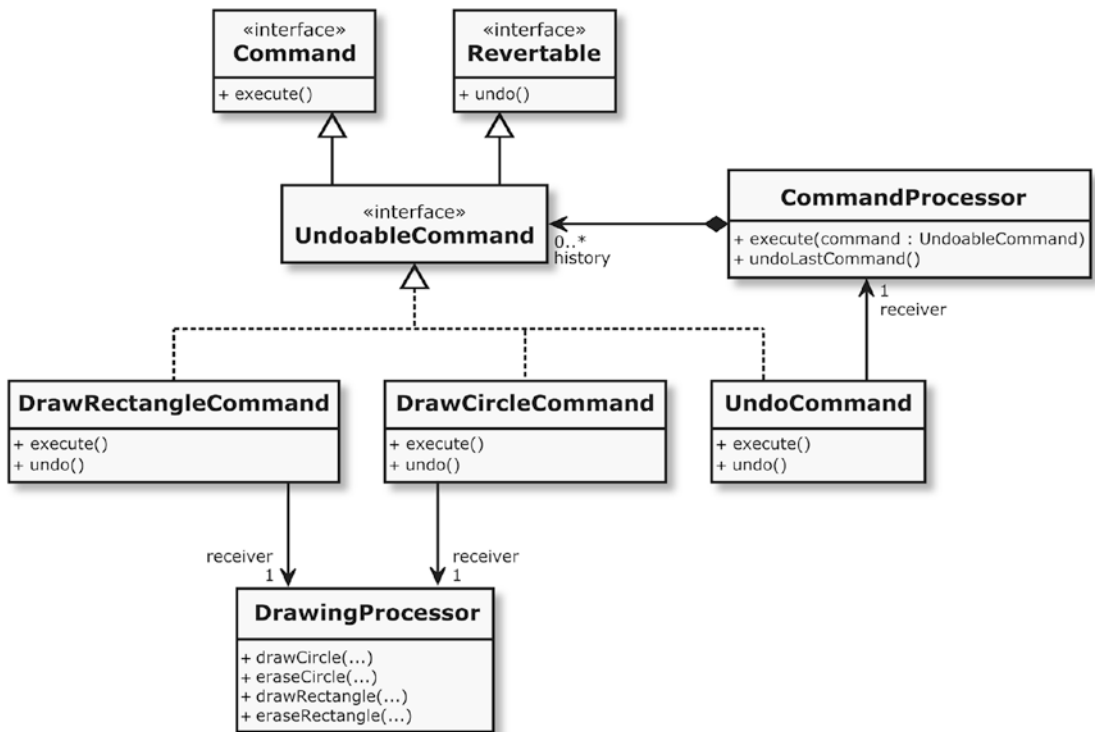 «interface»
Command
+ execute()
«interface»
Revertable
+ undo()
«interface»
UndoableCommand
0..*
history
CommandProcessor
+ execute(command : UndoableCommand)
+ undoLastCommand()
1
receiver
DrawRectangleCommand
+ execute()
+ undo()
DrawCircleCommand
+ execute()
+ undo()
UndoCommand
+ execute()
+ undo()
receiver
1
receiver
1
DrawingProcessor
+ drawCircle(...)
+ eraseCircle(...)
+ drawRectangle(...)
+ eraseRectangle(...)